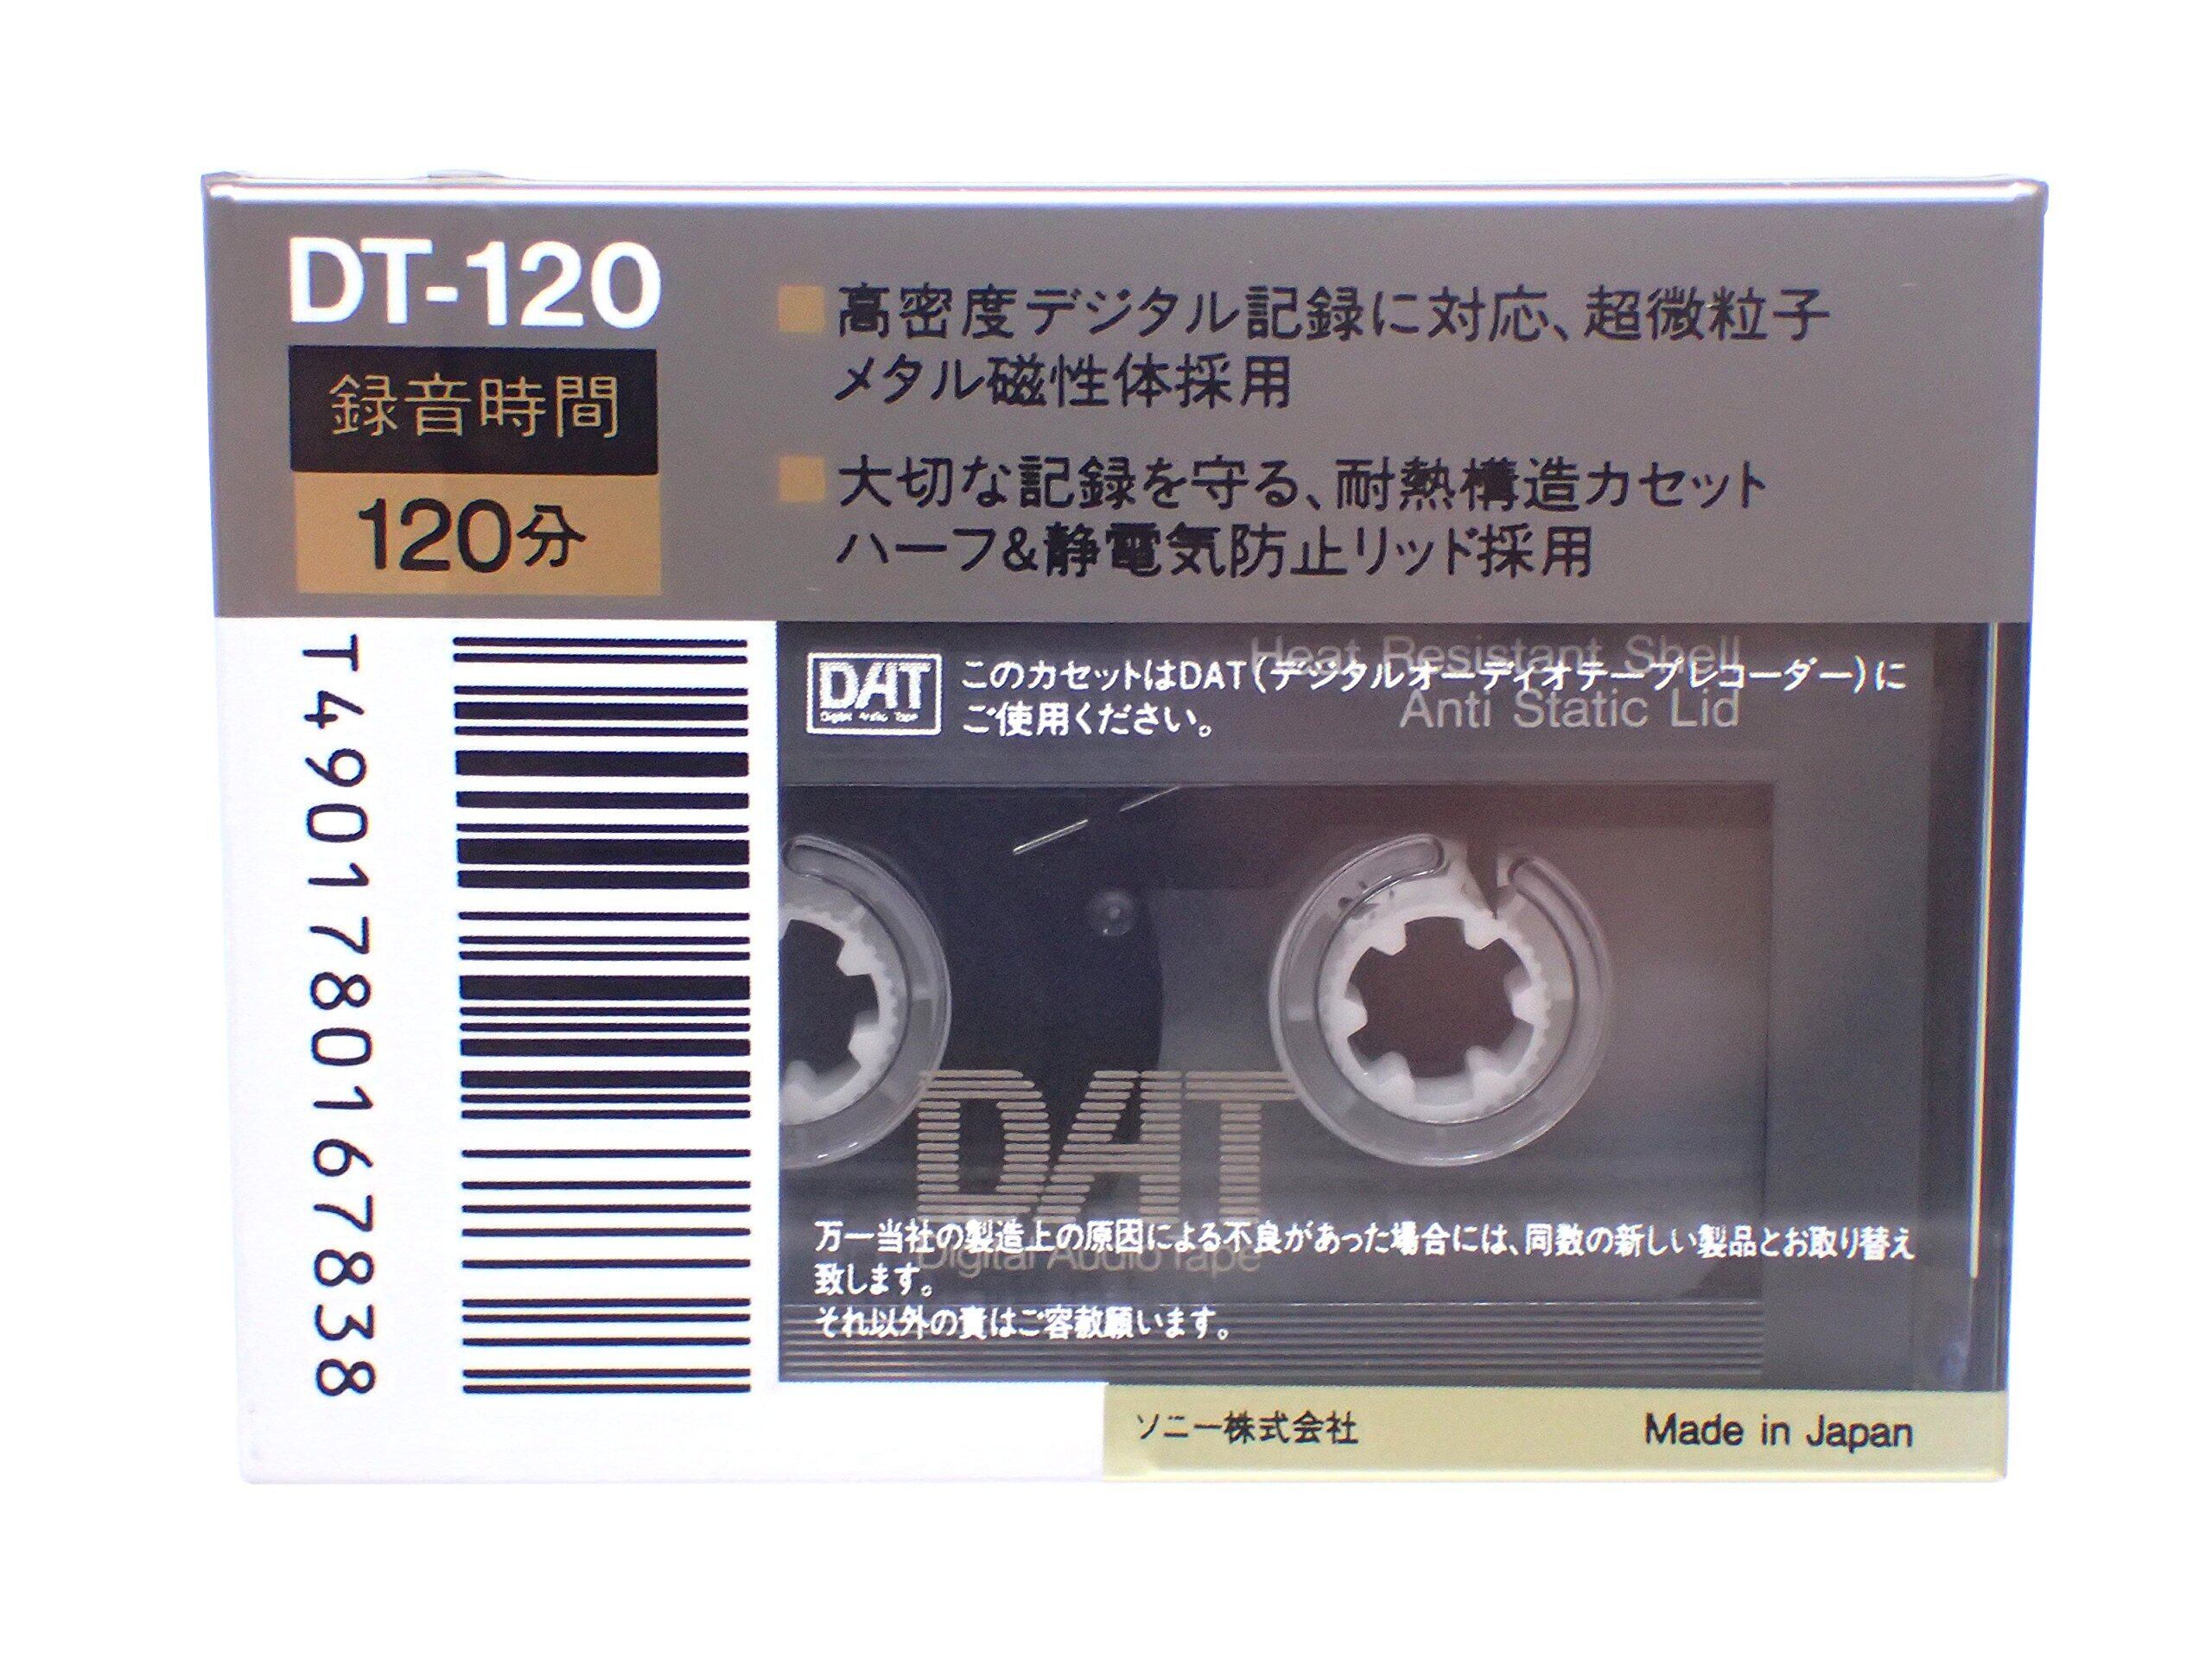 DT-120
録音時間
120分
■高密度デジタル記録に対応、超微粒子
メタル磁性体採用
■大切な記録を守る、耐熱構造カセット
ハーフ&静電気防止リッド採用
T4901780167838
Heat Resistant Shell
Anti Static Lid
DAT
Digital Audio Tape
このカセットはDAT(デジタルオーディオテープレコーダー)に
ご使用ください。
DAT
Digital Audio Tape
万一当社の製造上の原因による不良があった場合には、同数の新しい製品とお取り替え
致します。
それ以外の責はご容赦願います。
ソニー株式会社
Made in Japan